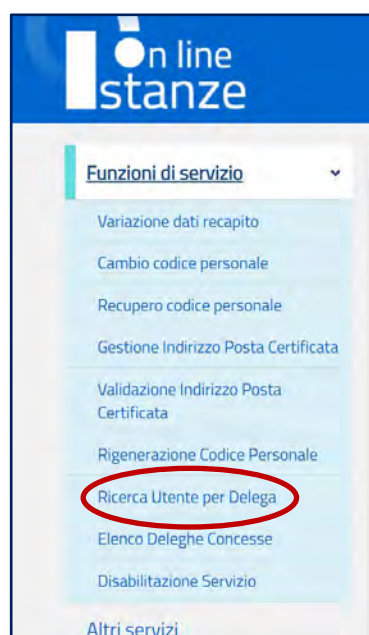 on line
istanze
Funzioni di servizio
Variazione dati recapito
Cambio codice personale
Recupero codice personale
Gestione Indirizzo Posta Certificata
Validazione Indirizzo Posta
Certificata
Rigenerazione Codice Personale
Ricerca Utente per Delega
Elenco Deleghe Concesse
Disabilitazione Servizio
Altri servizi